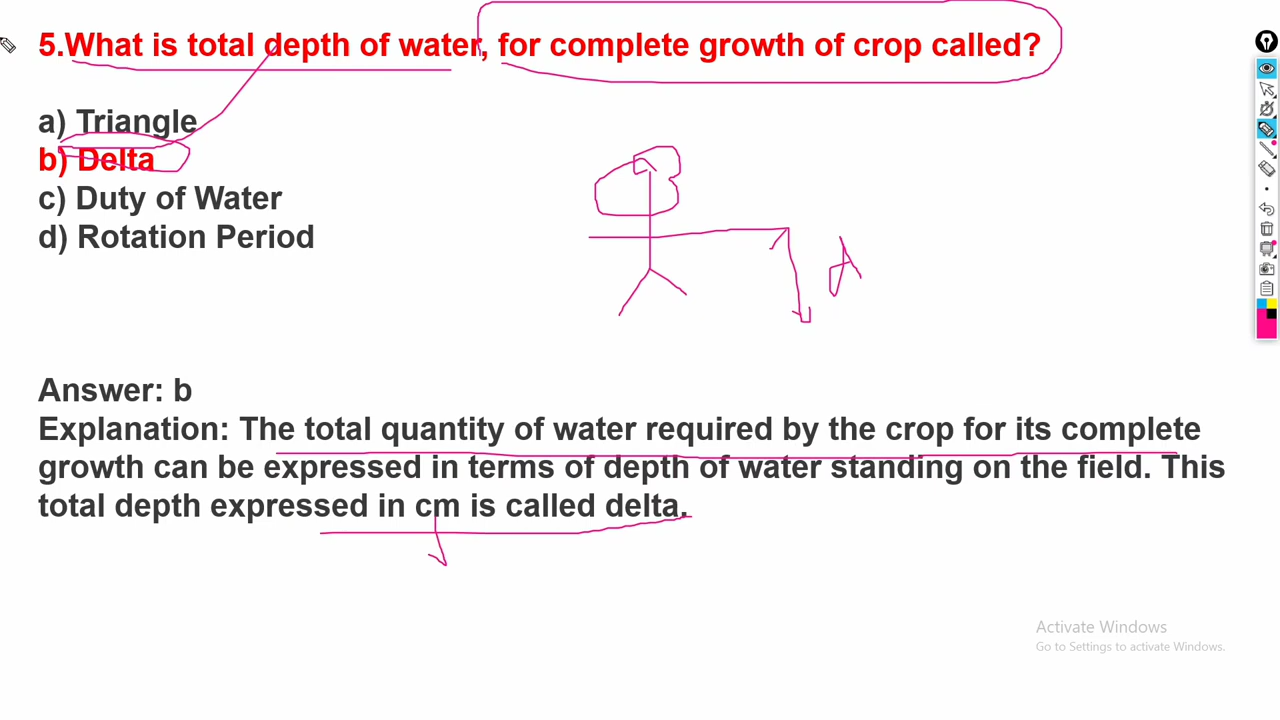 5.What is total depth of water, for complete growth of crop called?
a) Triangle
b) Delta
c) Duty of Water
d) Rotation Period
d
Answer: b
Explanation: The total quantity of water required by the crop for its complete
growth can be expressed in terms of depth of water standing on the field. This
total depth expressed in cm is called delta.
Activate Windows
Go to Settings to activate Windows.